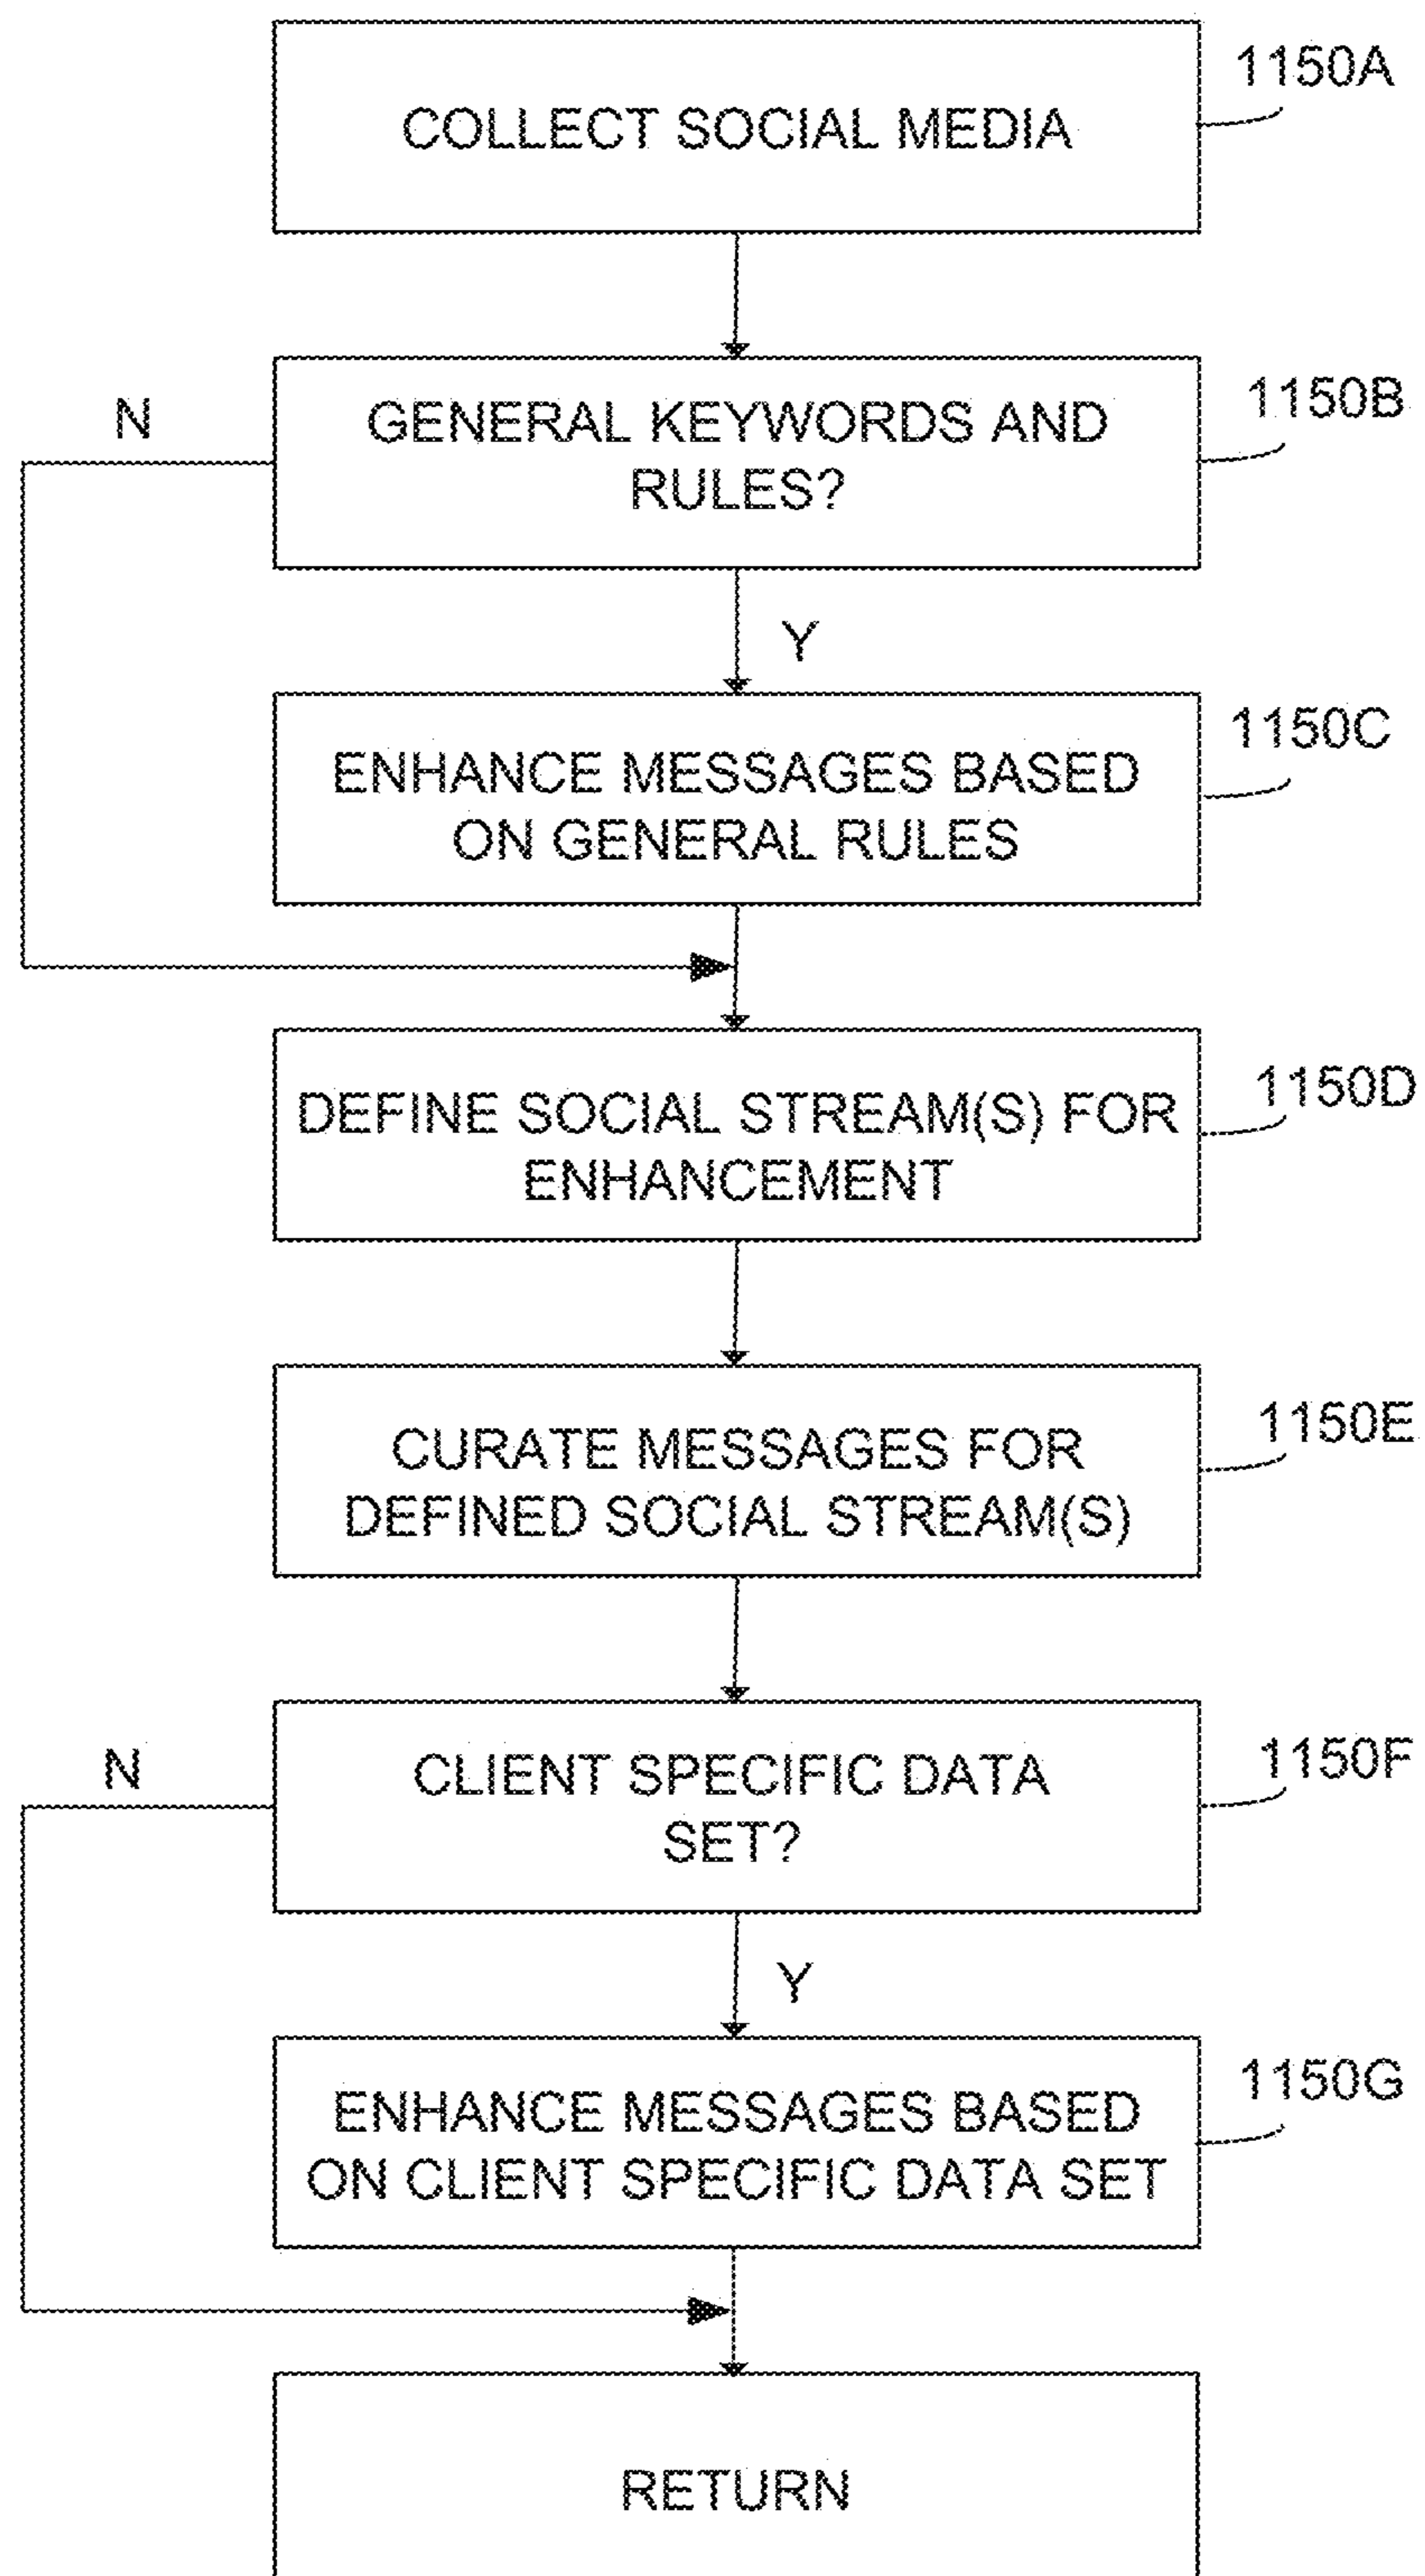 COLLECT SOCIAL MEDIA
1150A
GENERAL KEYWORDS AND
RULES?
1150B
N
Y
ENHANCE MESSAGES BASED
ON GENERAL RULES
1150C
DEFINE SOCIAL STREAM(S) FOR
ENHANCEMENT
1150D
CURATE MESSAGES FOR
DEFINED SOCIAL STREAM(S)
1150E
CLIENT SPECIFIC DATA
SET?
1150F
N
Y
ENHANCE MESSAGES BASED
ON CLIENT SPECIFIC DATA SET
1150G
RETURN